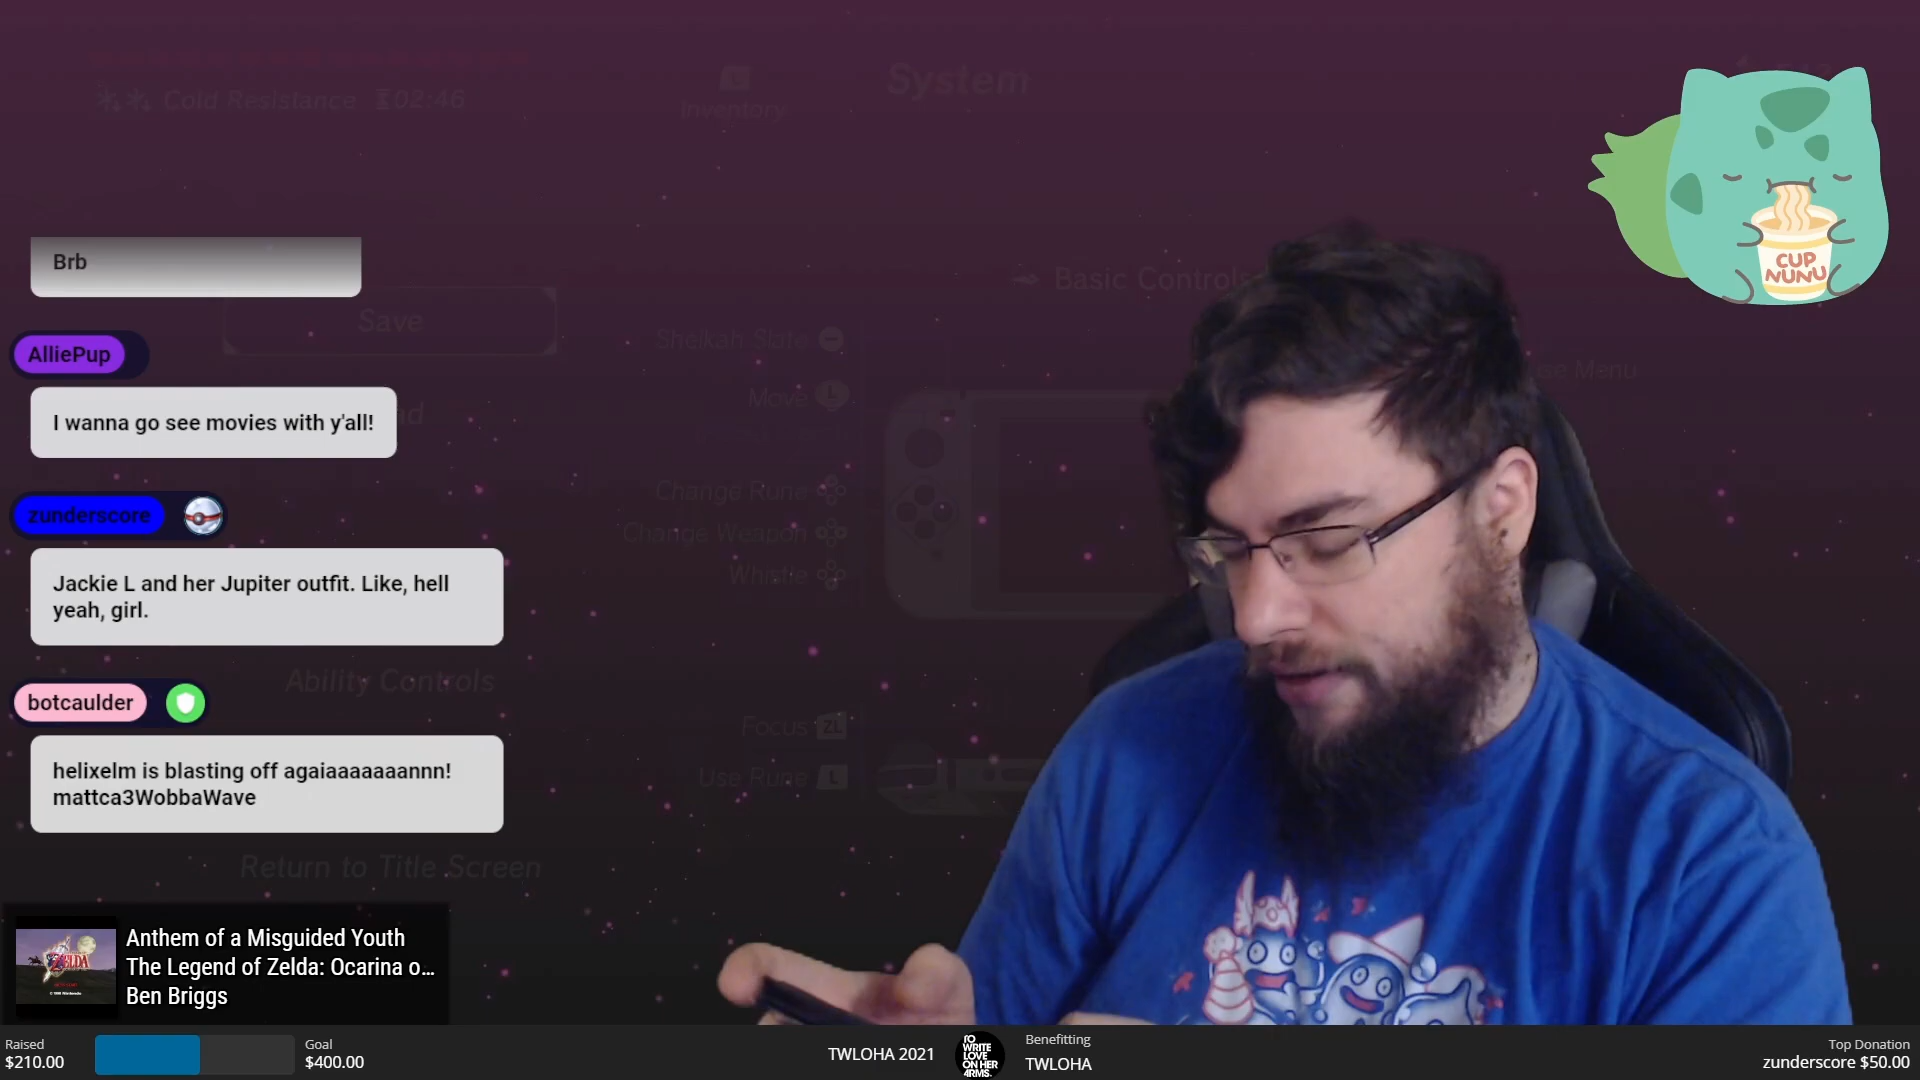 Cold Resistance 02:46
L
Inventory
System
Brb
Save
AlliePup
I wanna go see movies with y'all!
zunderscore
Jackie L and her Jupiter outfit. Like, hell
yeah, girl.
botcaulder
helixelm is blasting off agaiaaaaaaannn!
mattca3WobbaWave
Ability Controls
Return to Title Screen
Basic Controls
Sheikah Slate
Move L
Change Rune
Change Weapon
Whistle
Focus ZL
Use Rune L
Menu
CUP
NUNU
Anthem of a Misguided Youth
The Legend of Zelda: Ocarina o...
Ben Briggs
ZELDA
Raised
$210.00
Goal
$400.00
TWLOHA 2021
TO
WRITE
LOVE
ON HER
ARMS.
Benefitting
TWLOHA
Top Donation
zunderscore $50.00